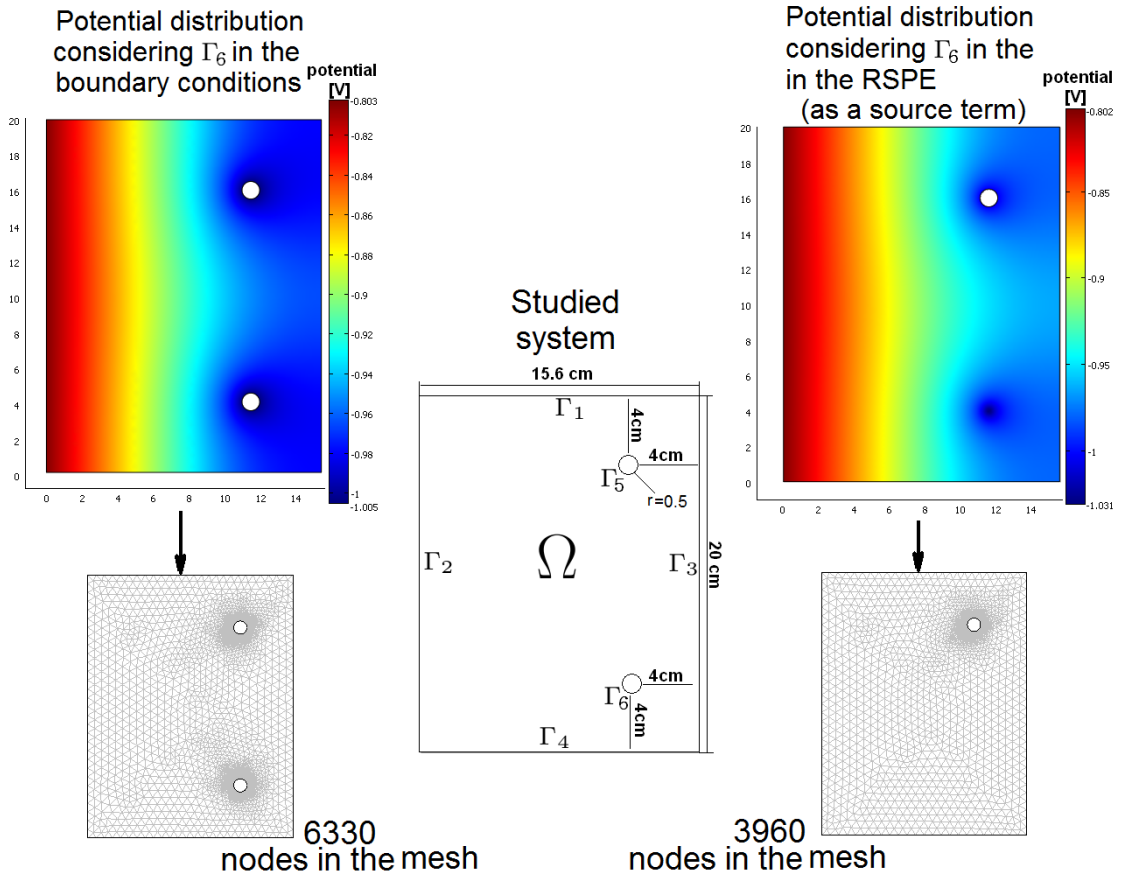 Potential distribution
considering Γ6 in the
boundary conditions
potential
[V]
-0.803
-0.82
-0.84
-0.86
-0.88
-0.9
-0.92
-0.94
-0.96
-0.98
-1
-1.005
20
18
16
14
12
10
8
6
4
2
0
0 2 4 6 8 10 12 14
Potential distribution
considering Γ6 in the
in the RSPE
(as a source term)
potential
[V]
-0.802
-0.85
-0.9
-0.95
-1
-1.031
20
18
16
14
12
10
8
6
4
2
0
0 2 4 6 8 10 12 14
Studied
system
15.6 cm
Γ1
4cm
4cm
Γ5
r=0.5
Γ2
Ω
Γ3
20 cm
4cm
Γ6
4cm
Γ4
6330
nodes in the mesh
3960
nodes in the mesh